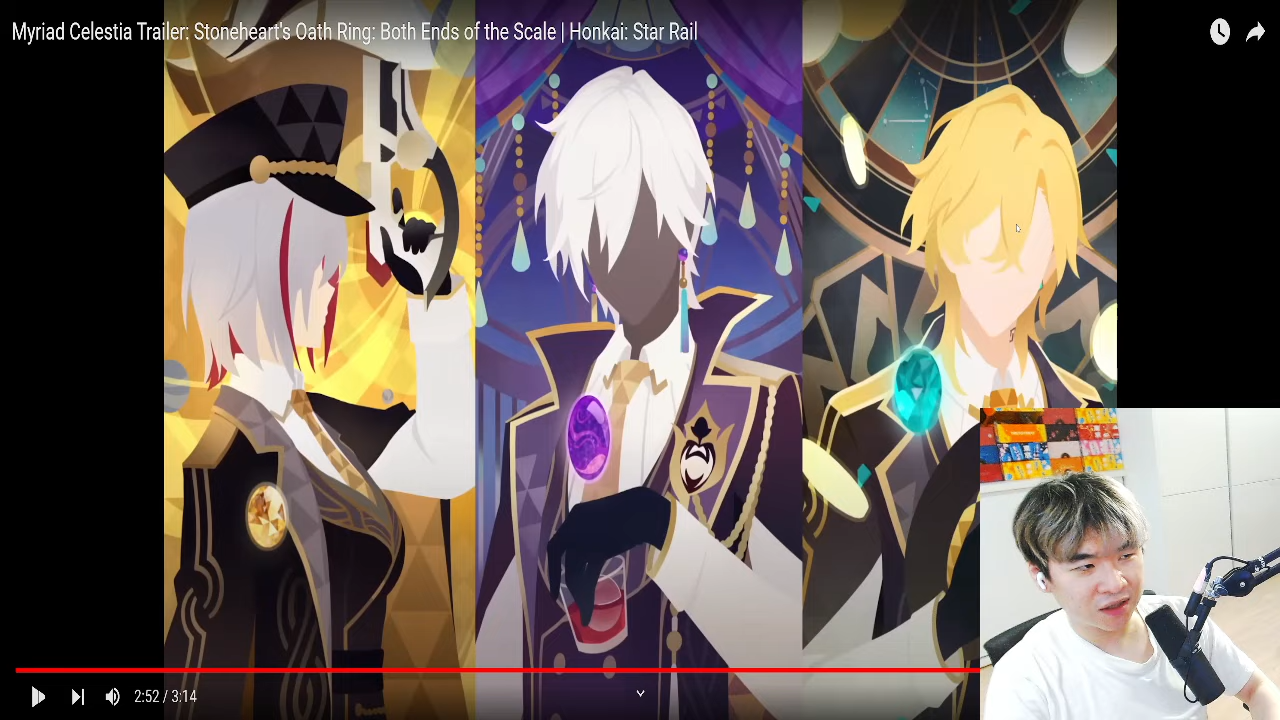 Myriad Celestia Trailer: Stoneheart's Oath Ring: Both Ends of the Scale | Honkai: Star Rail
2:52 / 3:14